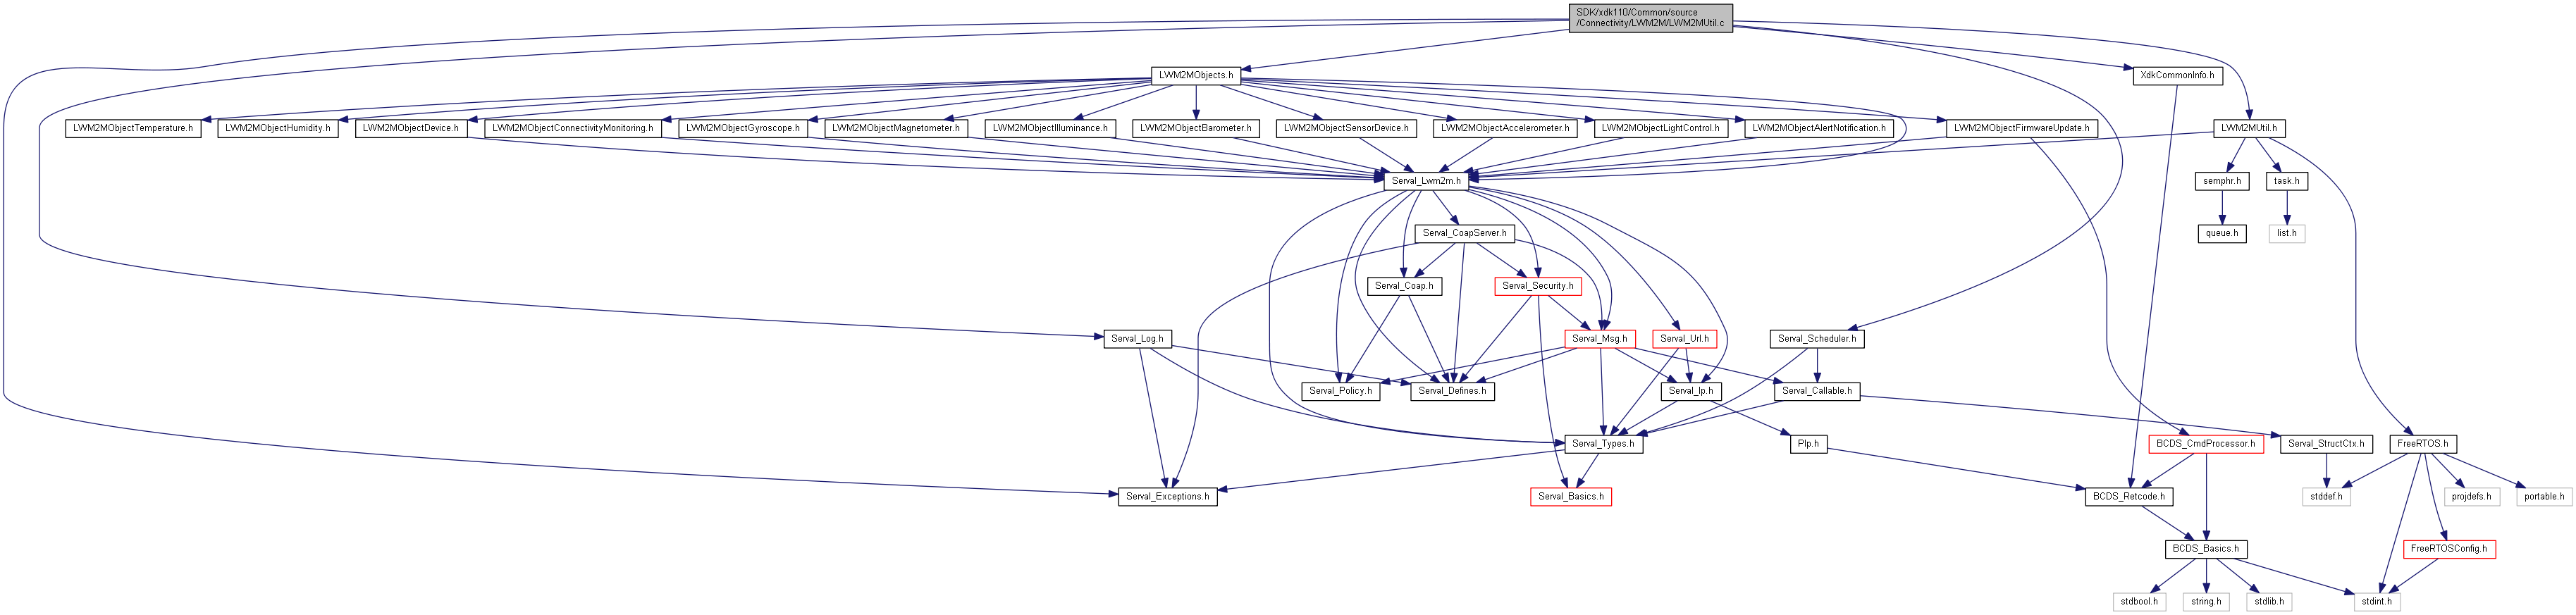 SDK/xdk110/Common/source
/Connectivity/LWM2M/LWM2MUtil.c
LWM2MObjects.h
XdkCommonInfo.h
LWM2MObjectTemperature.h
LWM2MObjectHumidity.h
LWM2MObjectDevice.h
LWM2MObjectConnectivityMonitoring.h
LWM2MObjectGyroscope.h
LWM2MObjectMagnetometer.h
LWM2MObjectIlluminance.h
LWM2MObjectBarometer.h
LWM2MObjectSensorDevice.h
LWM2MObjectAccelerometer.h
LWM2MObjectLightControl.h
LWM2MObjectAlertNotification.h
LWM2MObjectFirmwareUpdate.h
LWM2MUtil.h
Serval_Lwm2m.h
semphr.h
task.h
Serval_CoapServer.h
queue.h
list.h
Serval_Coap.h
Serval_Security.h
Serval_Log.h
Serval_Msg.h
Serval_Url.h
Serval_Scheduler.h
Serval_Policy.h
Serval_Defines.h
Serval_Ip.h
Serval_Callable.h
Serval_Types.h
PIp.h
BCDS_CmdProcessor.h
Serval_StructCtx.h
FreeRTOS.h
Serval_Exceptions.h
Serval_Basics.h
BCDS_Retcode.h
stddef.h
projdefs.h
portable.h
BCDS_Basics.h
FreeRTOSConfig.h
stdbool.h
string.h
stdlib.h
stdint.h